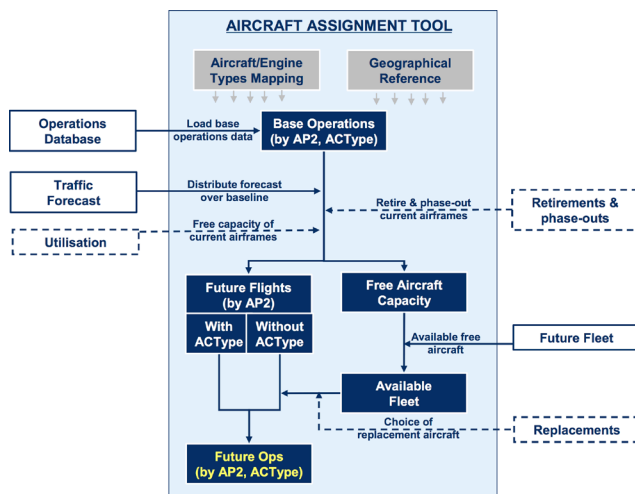 AIRCRAFT ASSIGNMENT TOOL
Aircraft/Engine
Types Mapping
Geographical
Reference
Operations
Database
Load base
operations data
Base Operations
(by AP2, ACType)
Traffic
Forecast
Distribute forecast
over baseline
Retire & phase-out
current airframes
Retirements &
phase-outs
Utilisation
Free capacity of
current airframes
Future Flights
(by AP2)
With
ACType
Without
ACType
Free Aircraft
Capacity
Available free
aircraft
Future Fleet
Available
Fleet
Choice of
replacement aircraft
Replacements
Future Ops
(by AP2, ACType)